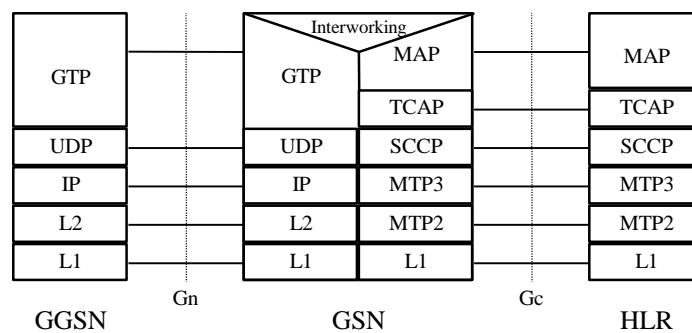 Interworking
GTP GTP MAP MAP
TCAP TCAP
UDP UDP SCCP SCCP
IP IP MTP3 MTP3
L2 L2 MTP2 MTP2
L1 L1 L1 L1
Gn Gc
GGSN GSN HLR